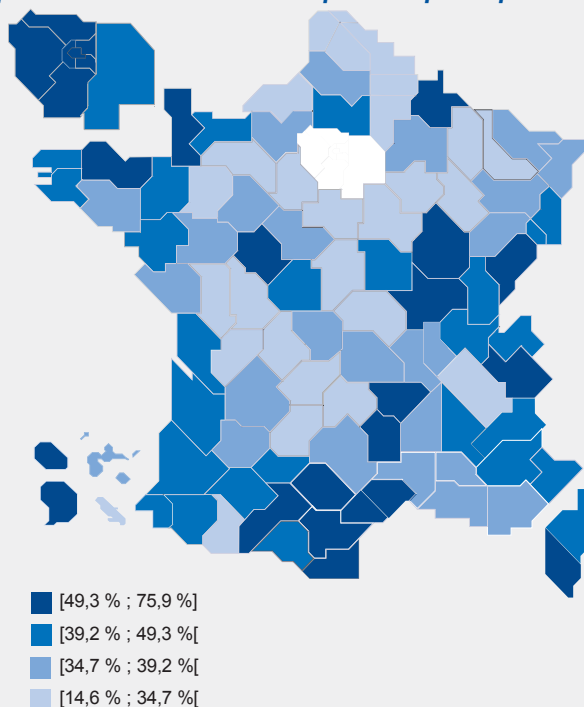 [49,3 % ; 75,9 %]
[39,2 % ; 49,3 %[
[34,7 % ; 39,2 %[
[14,6 % ; 34,7 %[